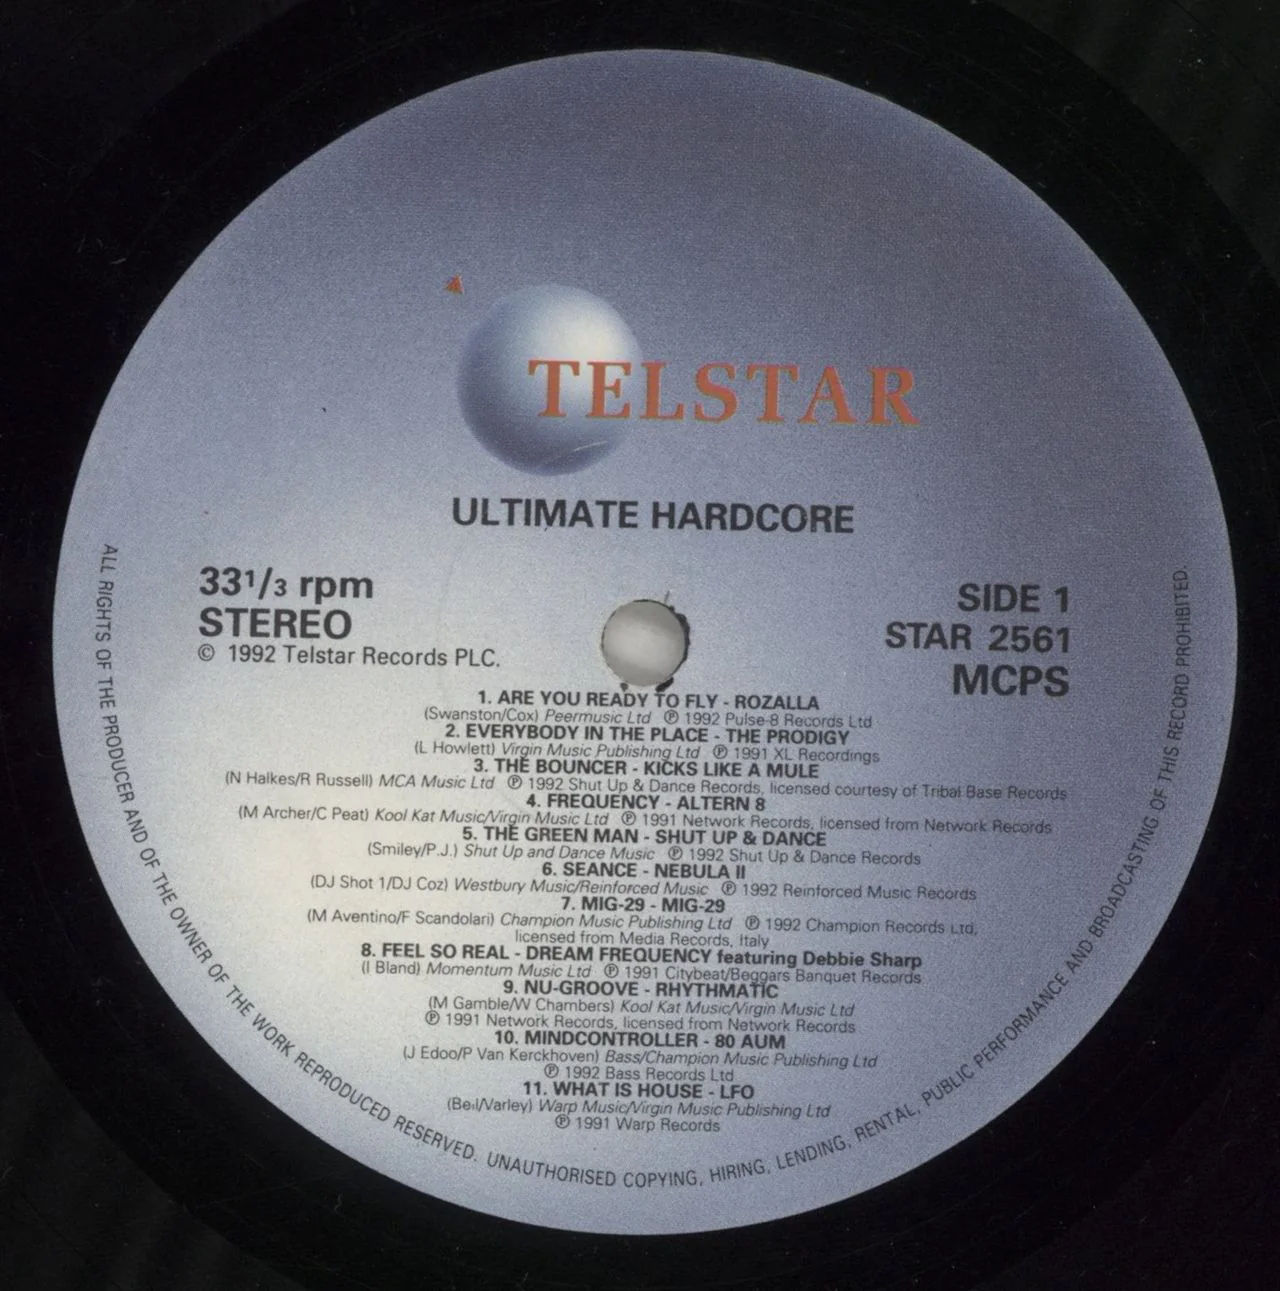 TELSTAR
ULTIMATE HARDCORE
33 1/3 rpm
STEREO
© 1992 Telstar Records PLC.
SIDE 1
STAR 2561
MCPS
1. ARE YOU READY TO FLY - ROZALLA
(Swanston/Cox) Peermusic Ltd ℗ 1992 Pulse-8 Records Ltd
2. EVERYBODY IN THE PLACE - THE PRODIGY
(L Howlett) Virgin Music Publishing Ltd ℗ 1991 XL Recordings
3. THE BOUNCER - KICKS LIKE A MULE
(N Halkes/R Russell) MCA Music Ltd ℗ 1992 Shut Up & Dance Records, licensed courtesy of Tribal Base Records
4. FREQUENCY - ALTERN 8
(M Archer/C Peat) Kool Kat Music/Virgin Music Ltd ℗ 1991 Network Records, licensed from Network Records
5. THE GREEN MAN - SHUT UP & DANCE
(Smiley/P.J.) Shut Up and Dance Music ℗ 1992 Shut Up & Dance Records
6. SEANCE - NEBULA II
(DJ Shot 1/DJ Coz) Westbury Music/Reinforced Music ℗ 1992 Reinforced Music Records
7. MIG-29 - MIG-29
(M Aventino/F Scandolari) Champion Music Publishing Ltd ℗ 1992 Champion Records Ltd,
licensed from Media Records, Italy
8. FEEL SO REAL - DREAM FREQUENCY featuring Debbie Sharp
(I Bland) Momentum Music Ltd ℗ 1991 Citybeat/Beggars Banquet Records
9. NU-GROOVE - RHYTHMATIC
(M Gamble/W Chambers) Kool Kat Music/Virgin Music Ltd
℗ 1991 Network Records, licensed from Network Records
10. MINDCONTROLLER - 80 AUM
(J Edoo/P Van Kerckhoven) Bass/Champion Music Publishing Ltd
℗ 1992 Bass Records Ltd
11. WHAT IS HOUSE - LFO
(Bell/Varley) Warp Music/Virgin Music Publishing Ltd
℗ 1991 Warp Records
ALL RIGHTS OF THE PRODUCER AND OF THE OWNER OF THE WORK REPRODUCED RESERVED. UNAUTHORISED COPYING, HIRING, LENDING, RENTAL, PUBLIC PERFORMANCE AND BROADCASTING OF THIS RECORD PROHIBITED.